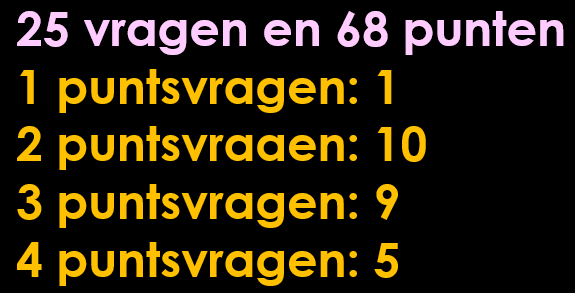 25 vragen en 68 punten
1 puntsvragen: 1
2 puntsvraaen: 10
3 puntsvragen: 9
4 puntsvragen: 5